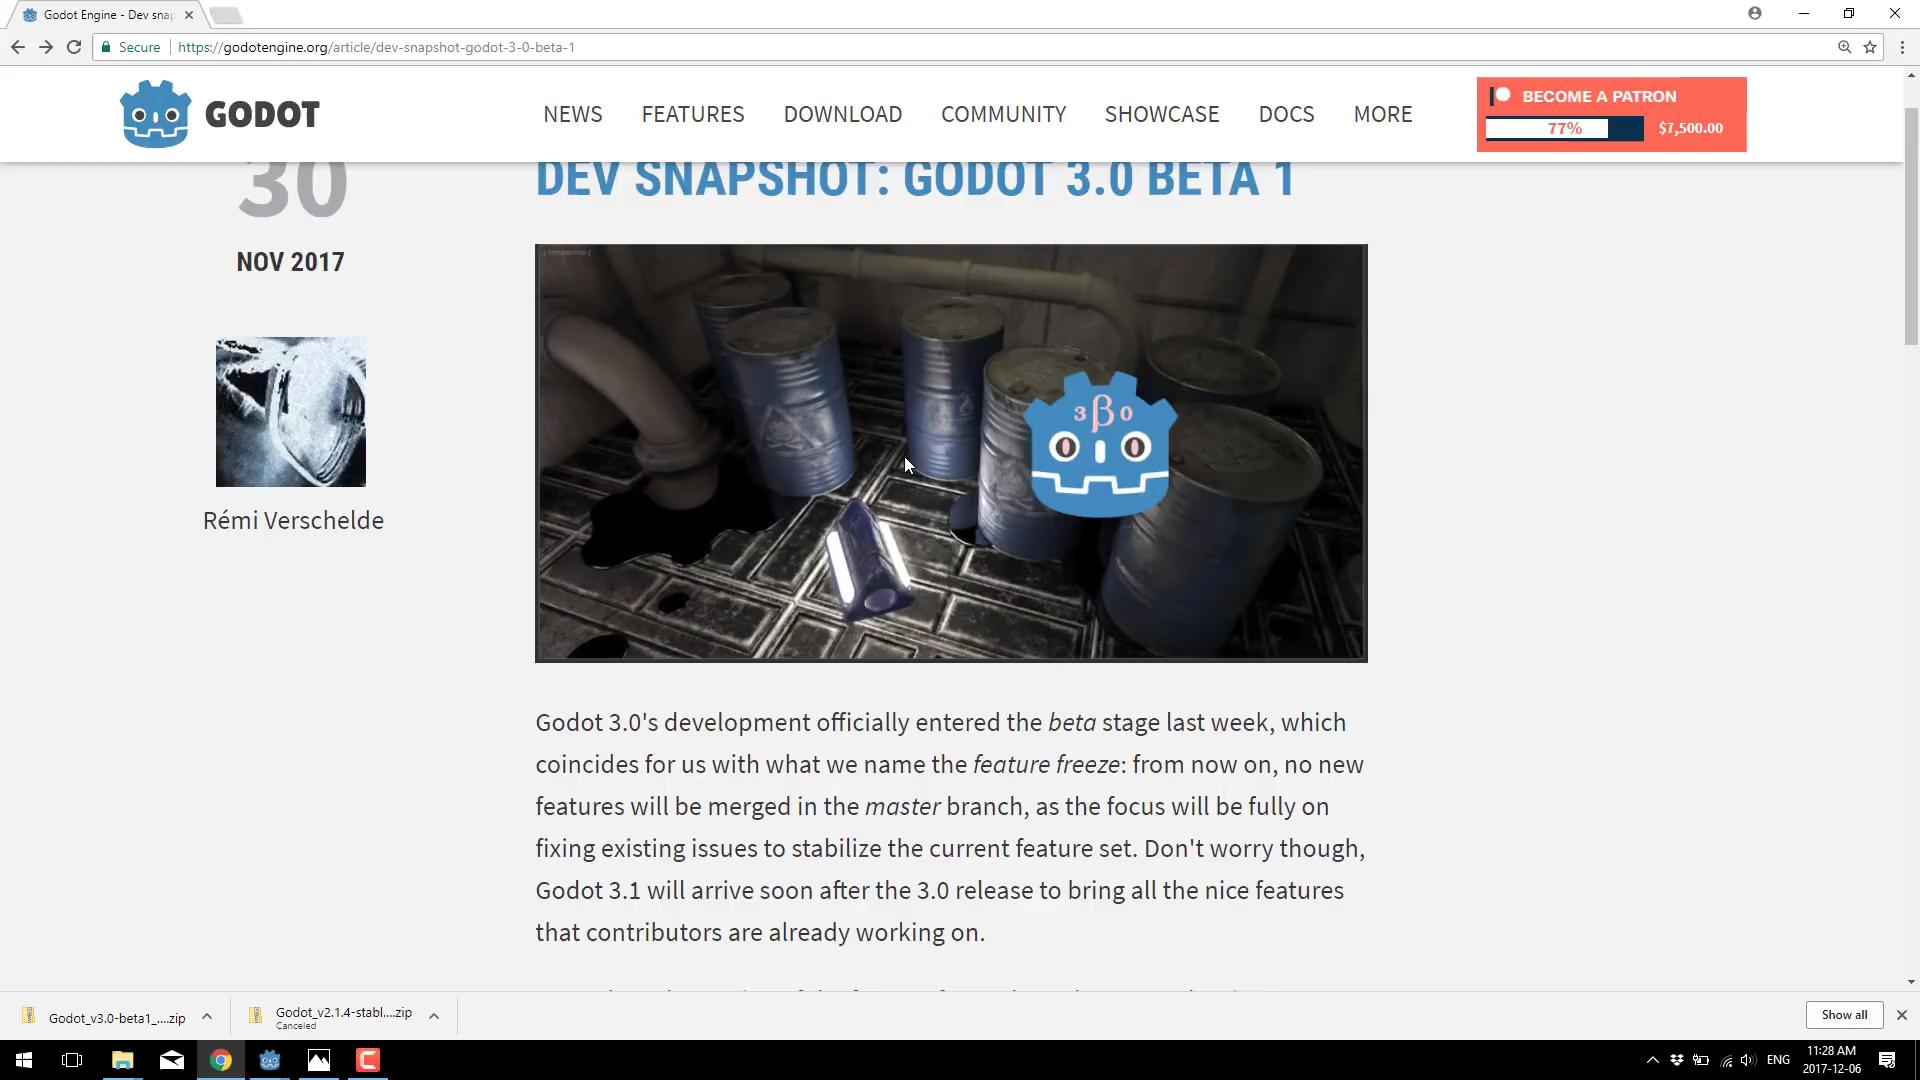 Godot Engine - Dev snap
Secure
https://godotengine.org/article/dev-snapshot-godot-3-0-beta-1
GODOT
NEWS
FEATURES
DOWNLOAD
COMMUNITY
SHOWCASE
DOCS
MORE
BECOME A PATRON
77%
$7,500.00
30
NOV 2017
Rémi Verschelde
DEV SNAPSHOT: GODOT 3.0 BETA 1
3 β 0
Godot 3.0's development officially entered the beta stage last week, which
coincides for us with what we name the feature freeze: from now on, no new
features will be merged in the master branch, as the focus will be fully on
fixing existing issues to stabilize the current feature set. Don't worry though,
Godot 3.1 will arrive soon after the 3.0 release to bring all the nice features
that contributors are already working on.
Godot_v3.0-beta1_....zip
Godot_v2.1.4-stabl....zip
Canceled
Show all
ENG
11:28 AM
2017-12-06